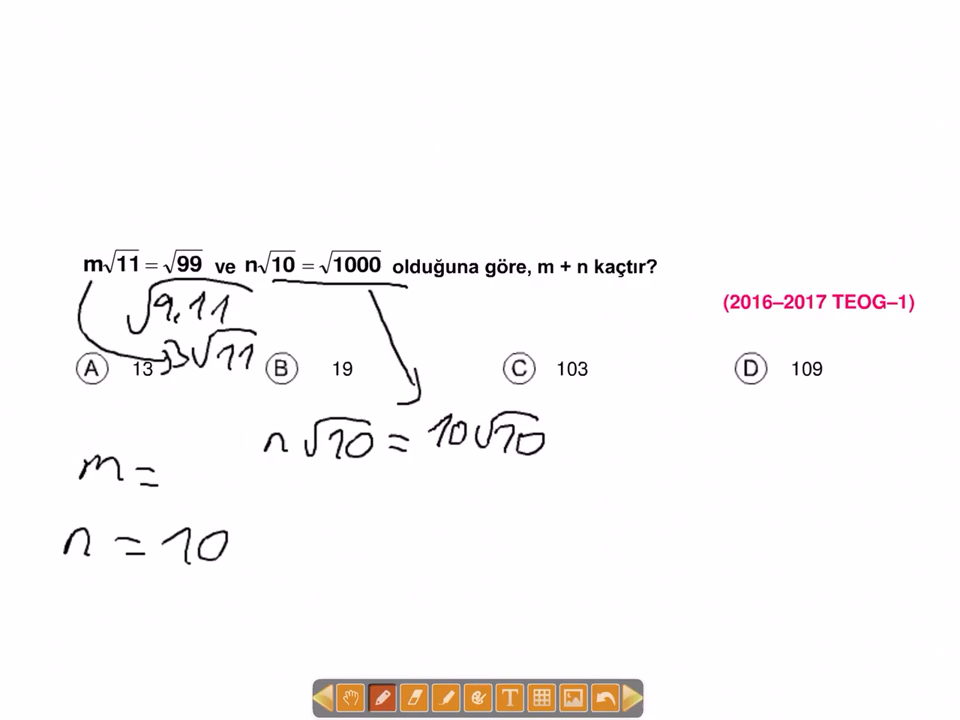 m√11 = √99 ve n√10 = √1000 olduğuna göre, m + n kaçtır?
(2016–2017 TEOG–1)
√9.11
3√11
A 13 B 19 C 103 D 109
n√10 = 10√10
m =
n = 10
T